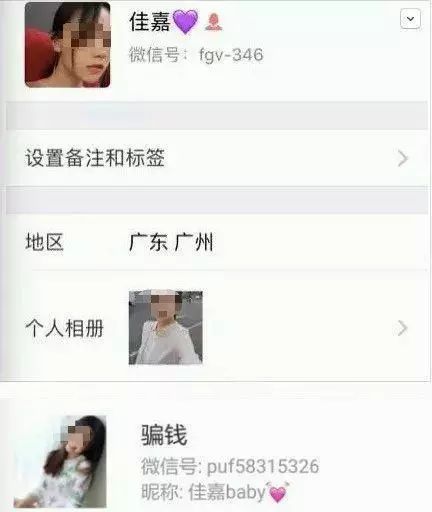 佳嘉💜
微信号：fgv-346
设置备注和标签
地区 广东 广州
个人相册
骗钱
微信号: puf58315326
昵称: 佳嘉baby💓